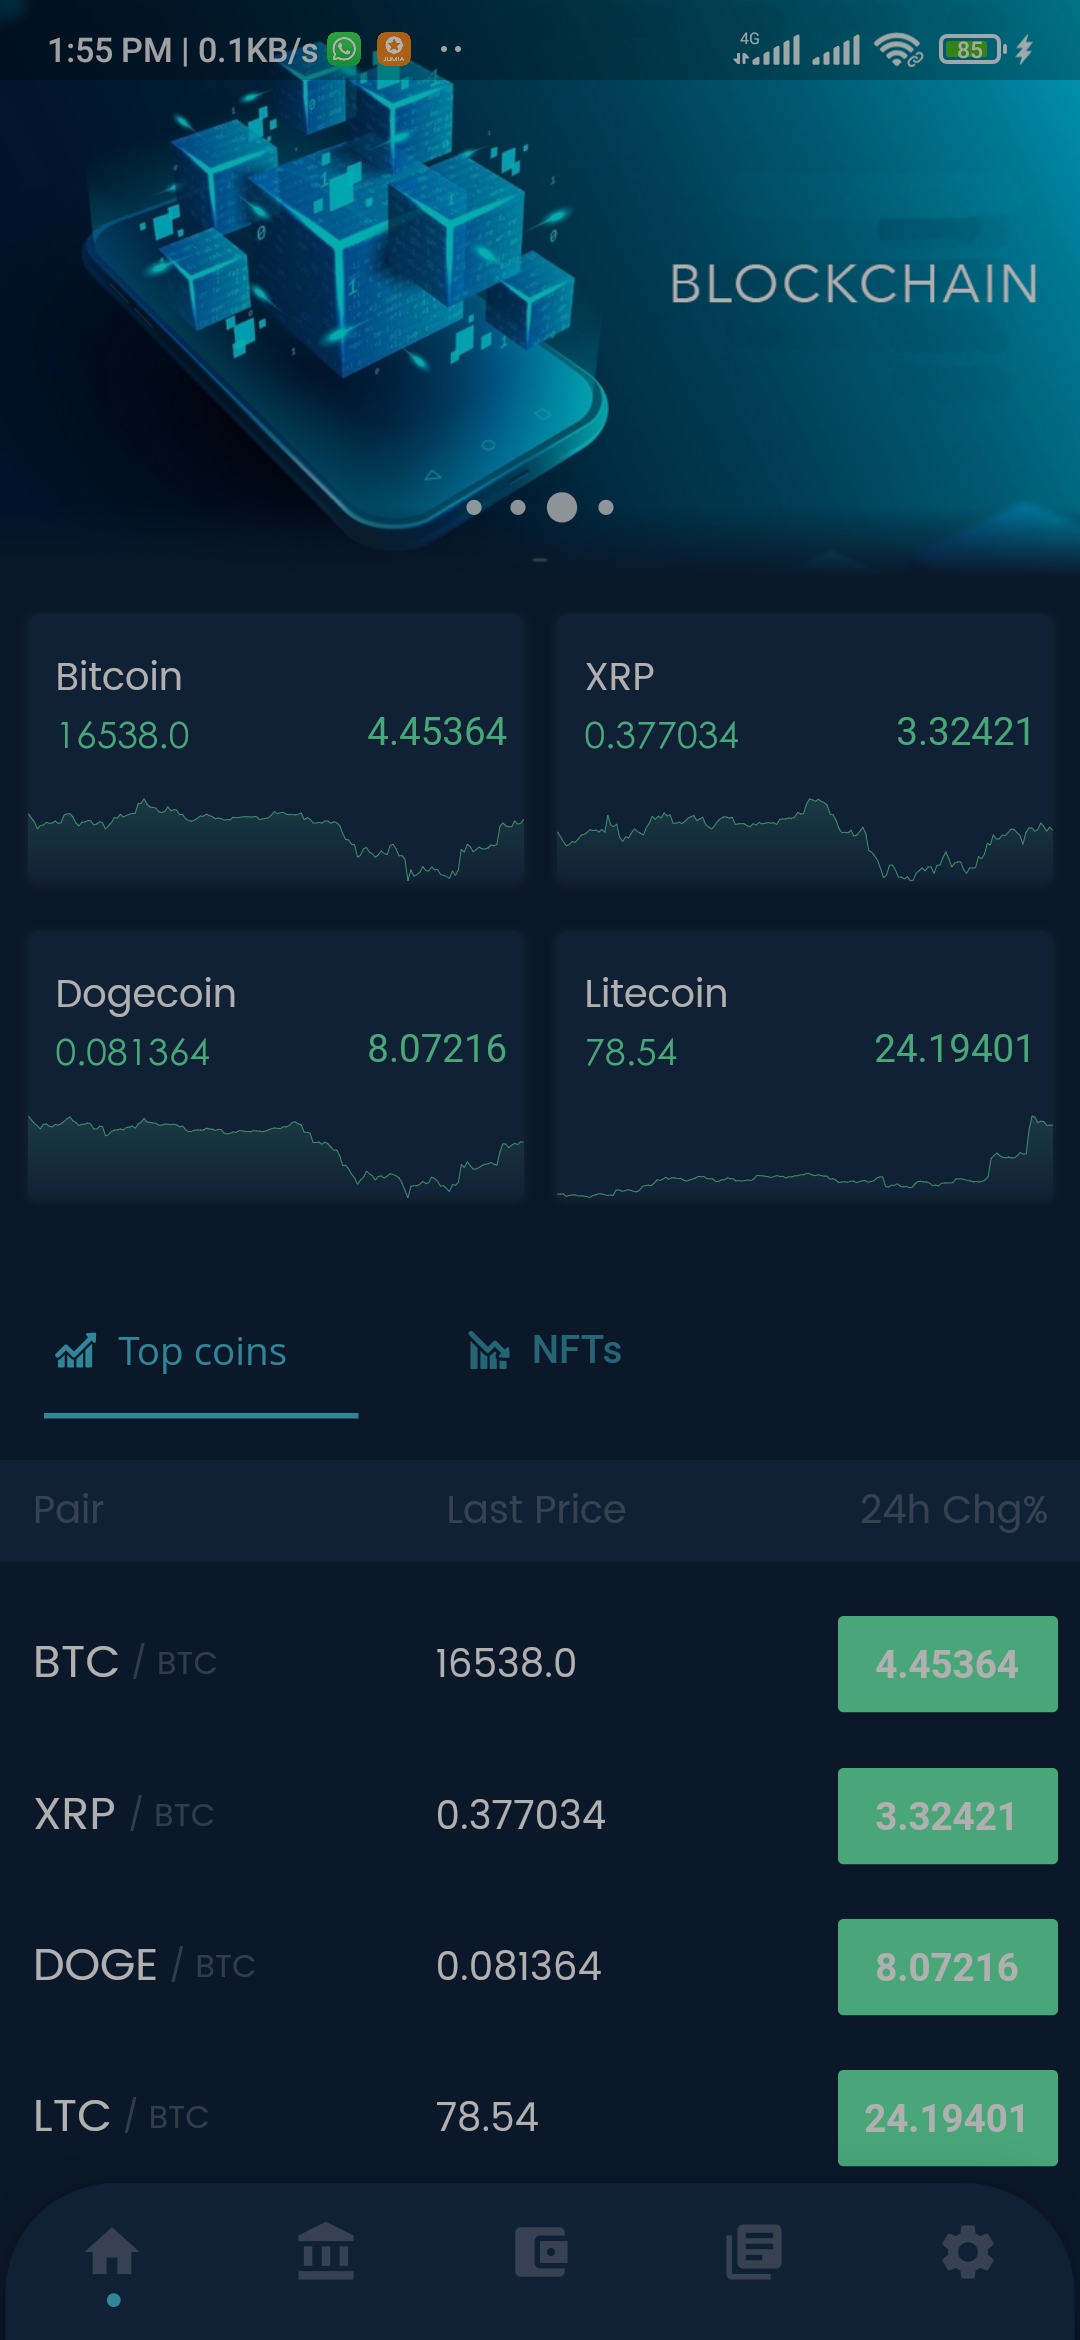 1:55 PM | 0.1KB/s JUMIA 4G 85
BLOCKCHAIN
Bitcoin
16538.0 4.45364
XRP
0.377034 3.32421
Dogecoin
0.081364 8.07216
Litecoin
78.54 24.19401
Top coins NFTs
Pair Last Price 24h Chg%
BTC / BTC 16538.0 4.45364
XRP / BTC 0.377034 3.32421
DOGE / BTC 0.081364 8.07216
LTC / BTC 78.54 24.19401